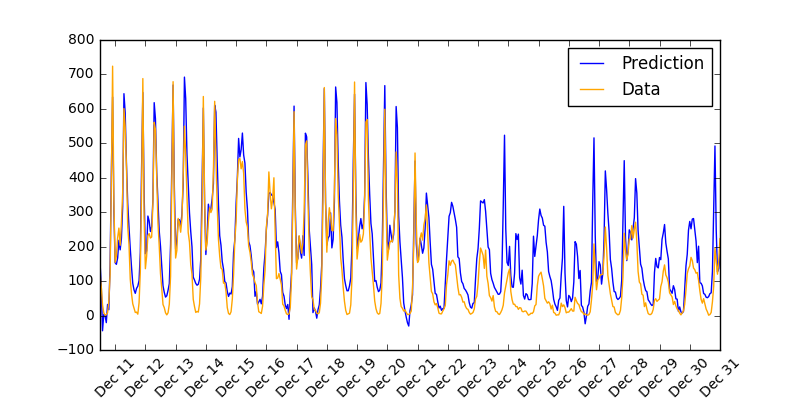 800
700
600
500
400
300
200
100
0
−100
Prediction
Data
Dec 11
Dec 12
Dec 13
Dec 14
Dec 15
Dec 16
Dec 17
Dec 18
Dec 19
Dec 20
Dec 21
Dec 22
Dec 23
Dec 24
Dec 25
Dec 26
Dec 27
Dec 28
Dec 29
Dec 30
Dec 31